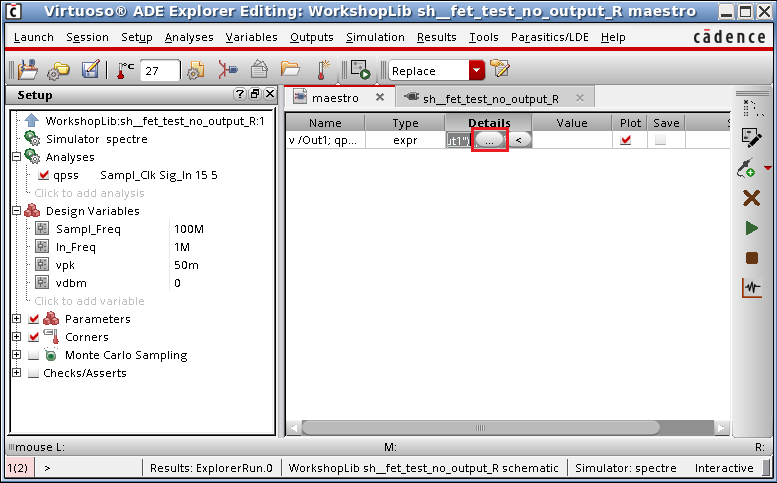 Virtuoso® ADE Explorer Editing: WorkshopLib sh__fet_test_no_output_R maestro
Launch Session Setup Analyses Variables Outputs Simulation Results Tools Parasitics/LDE Help cādence
°C 27 Replace
Setup ? maestro sh__fet_test_no_output_R
WorkshopLib:sh__fet_test_no_output_R:1 Name Type Details Value Plot Save
Simulator spectre v /Out1; qp... expr ut1") ... <
Analyses
qpss Sampl_Clk Sig_In 15 5
Click to add analysis
Design Variables
Sampl_Freq 100M
In_Freq 1M
vpk 50m
vdbm 0
Click to add variable
Parameters
Corners
Monte Carlo Sampling
Checks/Asserts
mouse L: M: R:
1(2) > Results: ExplorerRun.0 WorkshopLib sh__fet_test_no_output_R schematic Simulator: spectre Interactive